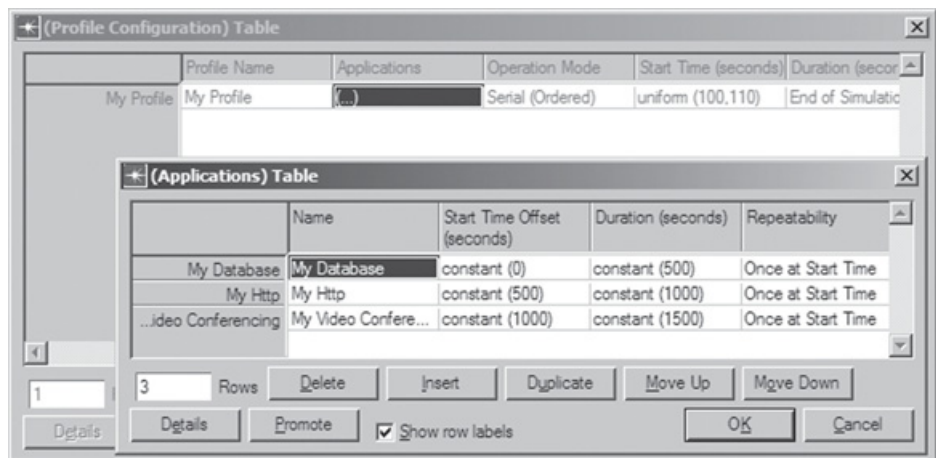 (Profile Configuration) Table
Profile Name Applications Operation Mode Start Time (seconds) Duration (secon
My Profile My Profile (...) Serial (Ordered) uniform (100,110) End of Simulatic
(Applications) Table
Name Start Time Offset (seconds) Duration (seconds) Repeatability
My Database My Database constant (0) constant (500) Once at Start Time
My Http My Http constant (500) constant (1000) Once at Start Time
...ideo Conferencing My Video Confere... constant (1000) constant (1500) Once at Start Time
1
3 Rows Delete Insert Duplicate Move Up Move Down
Details
Details Promote Show row labels OK Cancel